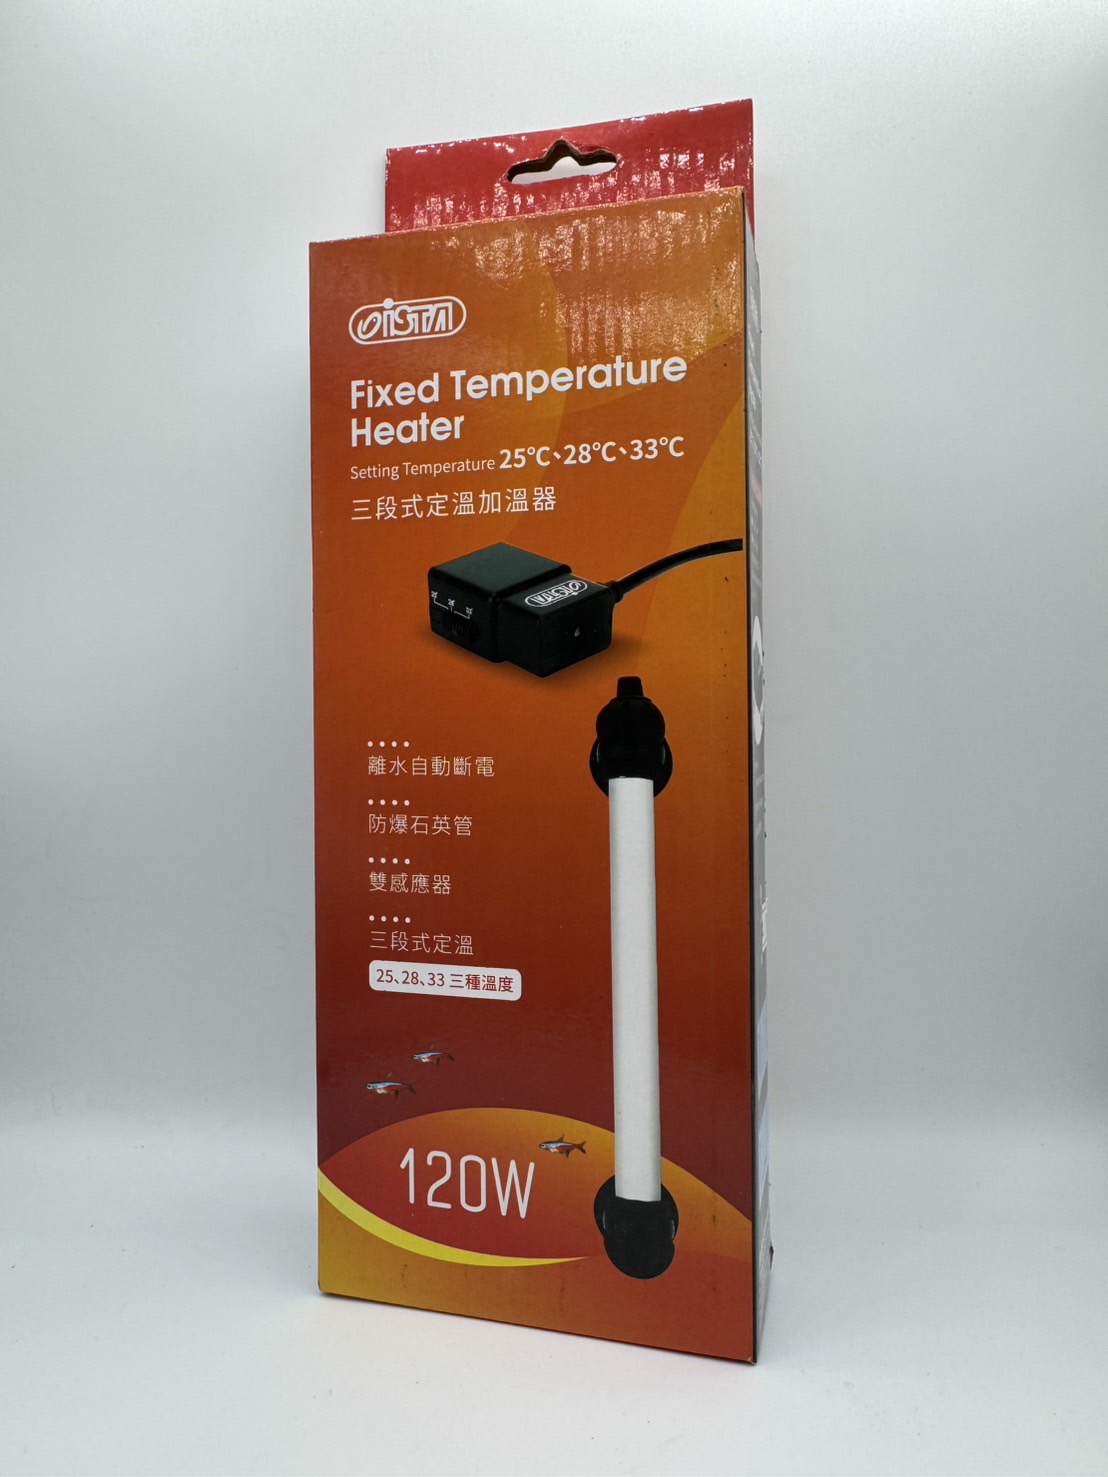 ISTA
Fixed Temperature
Heater
Setting Temperature 25°C、28°C、33°C
三段式定溫加溫器
ISTA
離水自動斷電
防爆石英管
雙感應器
三段式定溫
25、28、33 三種溫度
120W